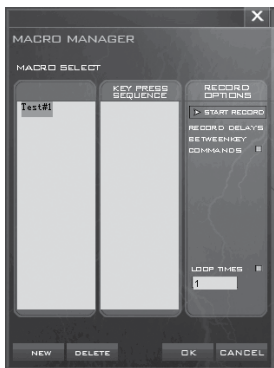 X
MACRO MANAGER
MACRO SELECT
Test#1
KEY PRESS
SEQUENCE
RECORD
OPTIONS
START RECORD
RECORD DELAYS
BETWEENKEY
COMMANDS
LOOP TIMES
1
NEW DELETE OK CANCEL